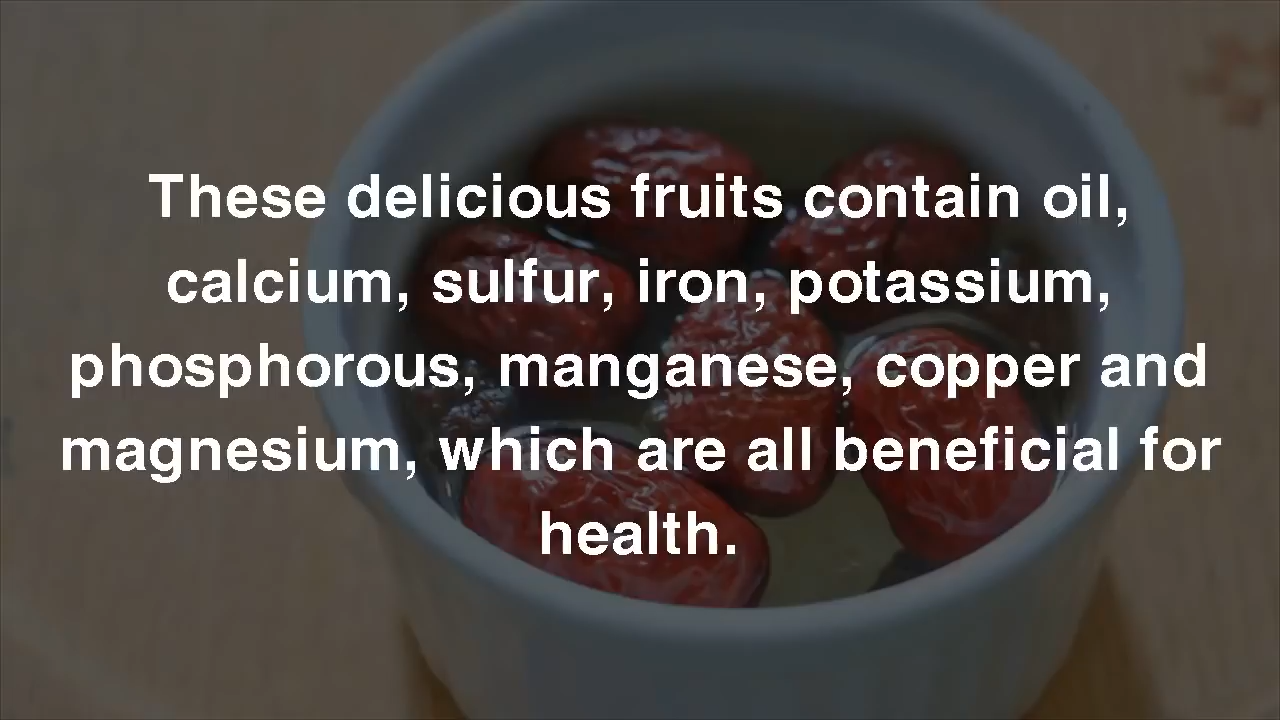 These delicious fruits contain oil,
calcium, sulfur, iron, potassium,
phosphorous, manganese, copper and
magnesium, which are all beneficial for
health.